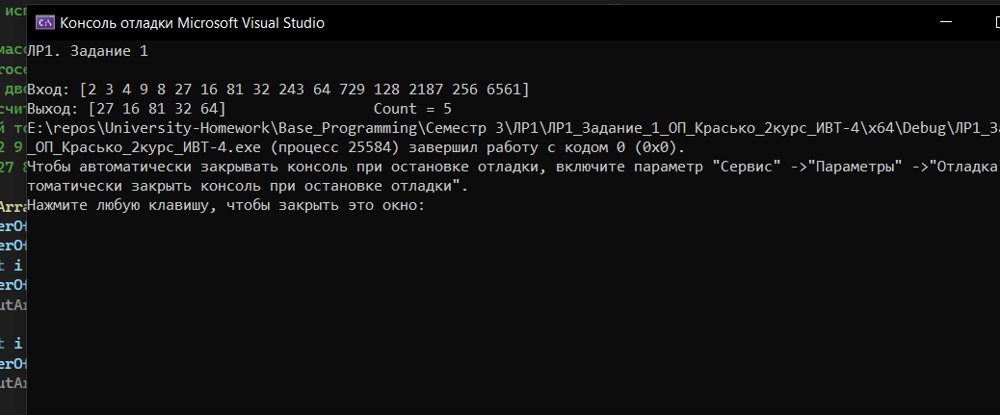 Консоль отладки Microsoft Visual Studio
ЛР1. Задание 1
Вход: [2 3 4 9 8 27 16 81 32 243 64 729 128 2187 256 6561]
Выход: [27 16 81 32 64] Count = 5
E:\repos\University-Homework\Base_Programming\Семестр 3\ЛР1\ЛР1_Задание_1_ОП_Красько_2курс_ИВТ-4\x64\Debug\ЛР1_За
_ОП_Красько_2курс_ИВТ-4.exe (процесс 25584) завершил работу с кодом 0 (0x0).
Чтобы автоматически закрывать консоль при остановке отладки, включите параметр "Сервис" ->"Параметры" ->"Отладка
томатически закрыть консоль при остановке отладки".
Нажмите любую клавишу, чтобы закрыть это окно: